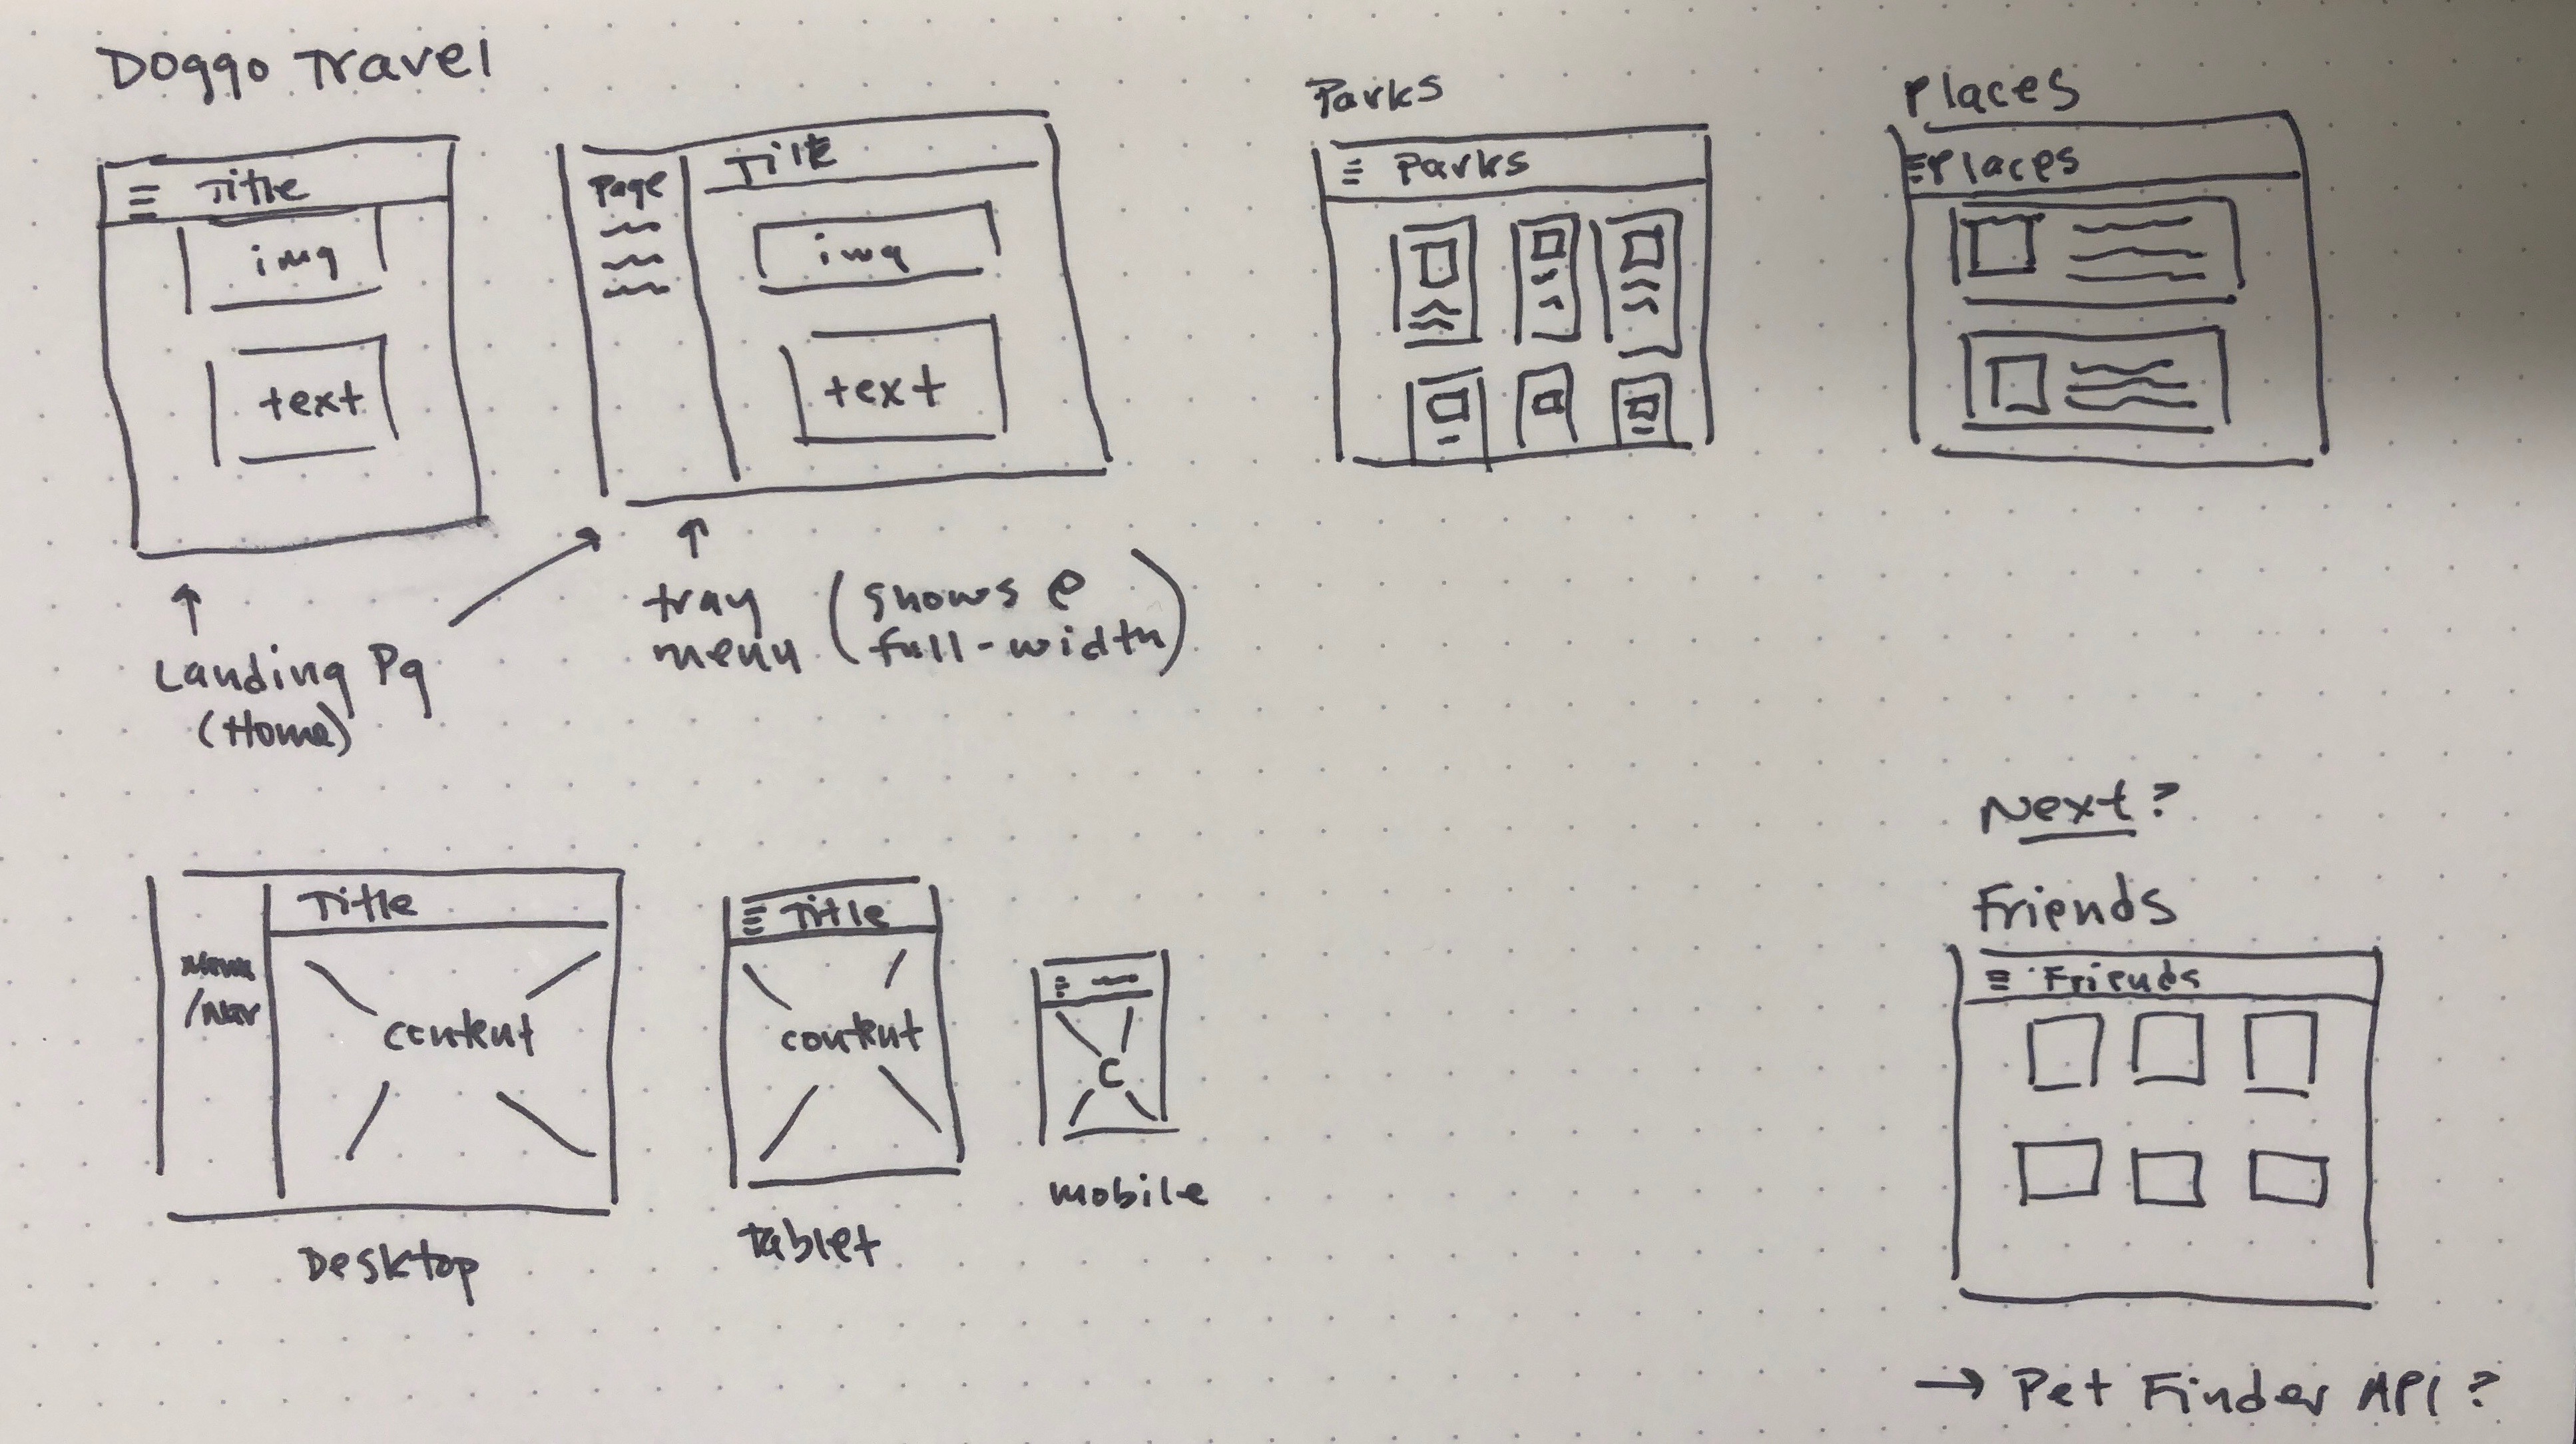 Doggo Travel
Title
img
text
Page
Title
img
text
↑
Landing Pg
(Home)
↑
tray
menu
(shows @
full-width)
Parks
Parks
Places
Places
Title
/Nav
content
Desktop
Title
content
Tablet
C
mobile
Next?
Friends
Friends
→ Pet Finder API?